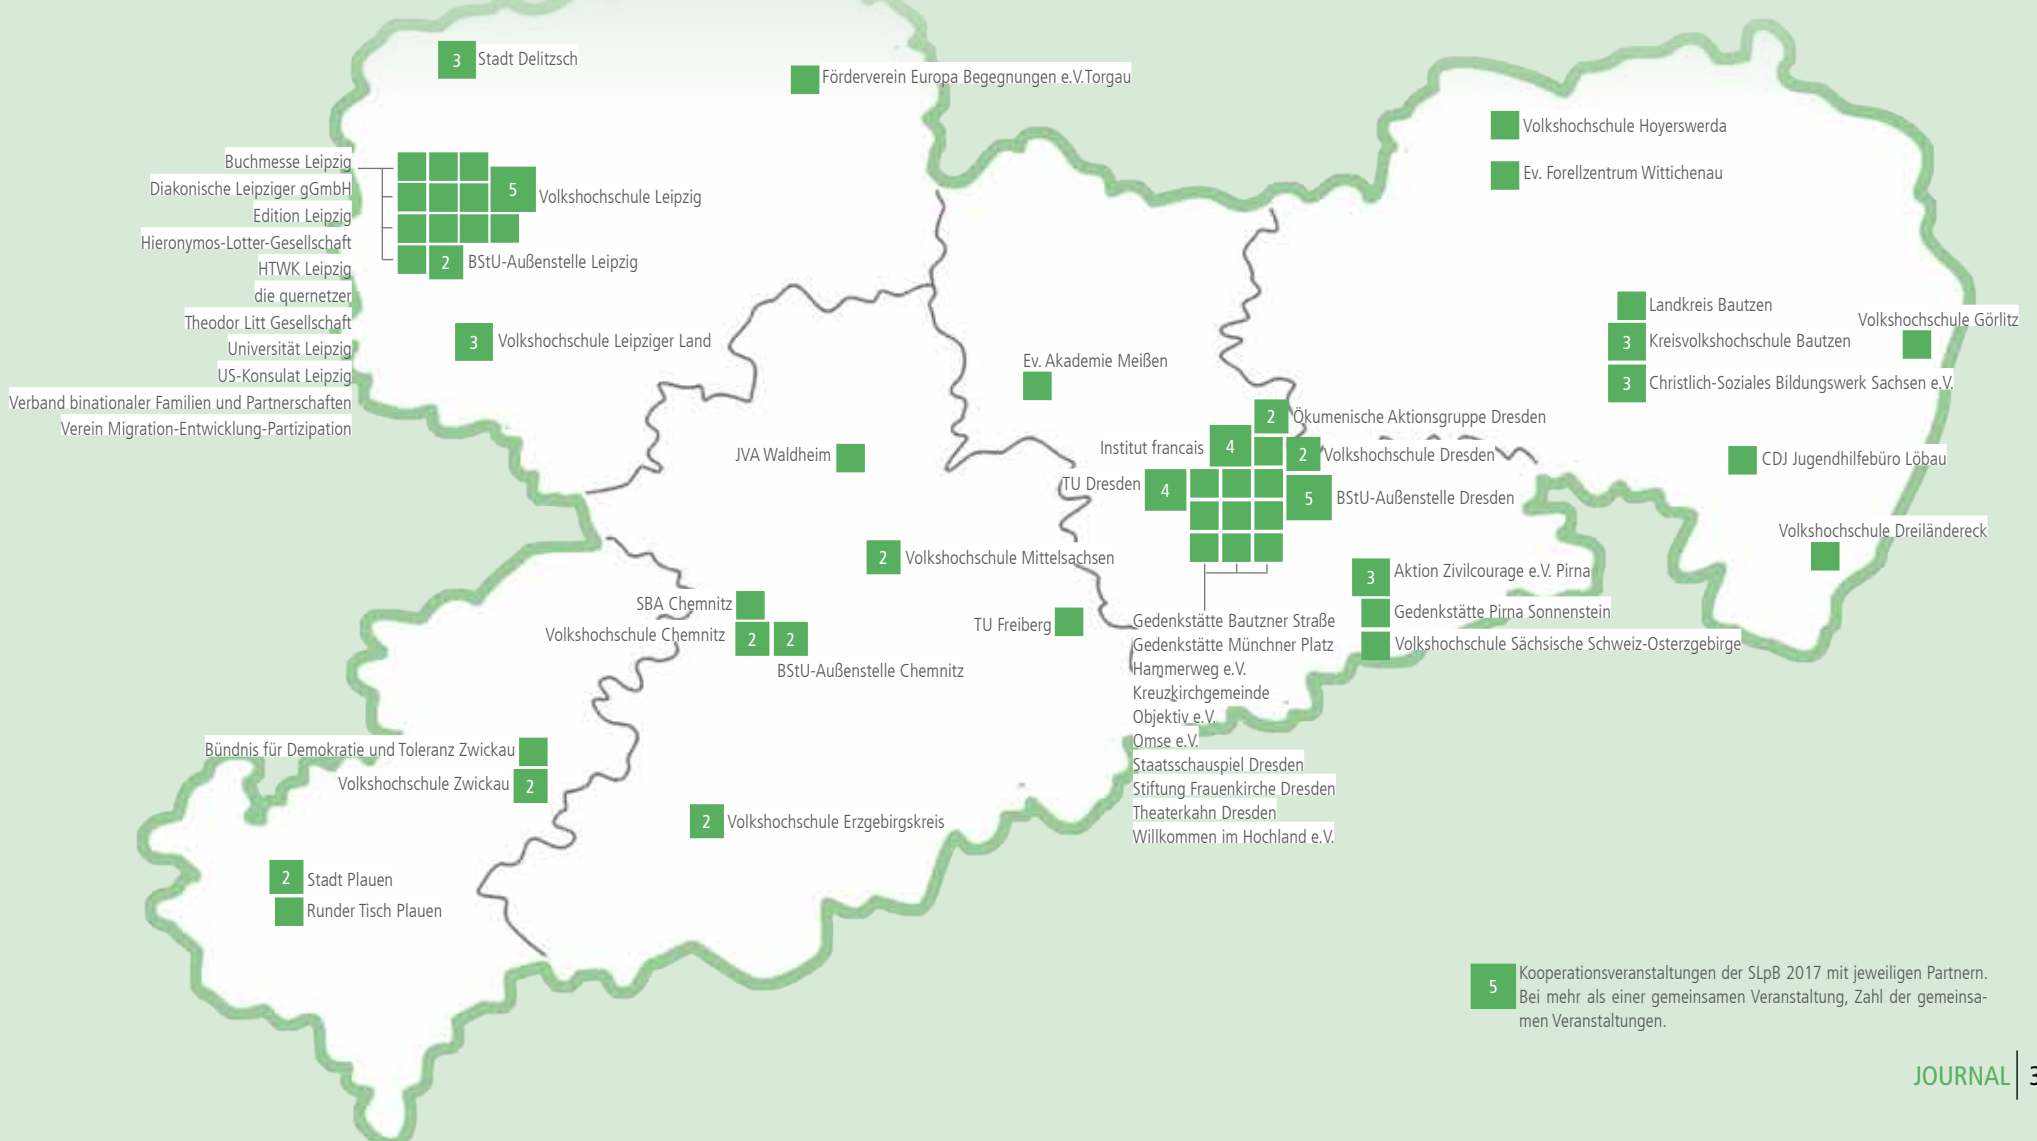 3 Stadt Delitzsch
Förderverein Europa Begegnungen e.V.Torgau
Volkshochschule Hoyerswerda
Ev. Forellzentrum Wittichenau
Buchmesse Leipzig
Diakonische Leipziger gGmbH
Edition Leipzig
Hieronymos-Lotter-Gesellschaft
HTWK Leipzig
die quernetzer
Theodor Litt Gesellschaft
Universität Leipzig
US-Konsulat Leipzig
Verband binationaler Familien und Partnerschaften
Verein Migration-Entwicklung-Partizipation
5 Volkshochschule Leipzig
2 BStU-Außenstelle Leipzig
3 Volkshochschule Leipziger Land
Landkreis Bautzen
3 Kreisvolkshochschule Bautzen
3 Christlich-Soziales Bildungswerk Sachsen e.V.
Volkshochschule Görlitz
Ev. Akademie Meißen
2 Ökumenische Aktionsgruppe Dresden
Institut francais 4
2 Volkshochschule Dresden
TU Dresden 4
5 BStU-Außenstelle Dresden
JVA Waldheim
CDJ Jugendhilfebüro Löbau
Volkshochschule Dreiländereck
2 Volkshochschule Mittelsachsen
3 Aktion Zivilcourage e.V. Pirna
Gedenkstätte Pirna Sonnenstein
Volkshochschule Sächsische Schweiz-Osterzgebirge
SBA Chemnitz
Volkshochschule Chemnitz 2
2
BStU-Außenstelle Chemnitz
TU Freiberg
Gedenkstätte Bautzner Straße
Gedenkstätte Münchner Platz
Hammerweg e.V.
Kreuzkirchgemeinde
Objektiv e.V.
Omse e.V.
Staatsschauspiel Dresden
Stiftung Frauenkirche Dresden
Theaterkahn Dresden
Willkommen im Hochland e.V.
Bündnis für Demokratie und Toleranz Zwickau
Volkshochschule Zwickau 2
2 Volkshochschule Erzgebirgskreis
2 Stadt Plauen
Runder Tisch Plauen
5
Kooperationsveranstaltungen der SLpB 2017 mit jeweiligen Partnern.
Bei mehr als einer gemeinsamen Veranstaltung, Zahl der gemeinsa-
men Veranstaltungen.
JOURNAL 3